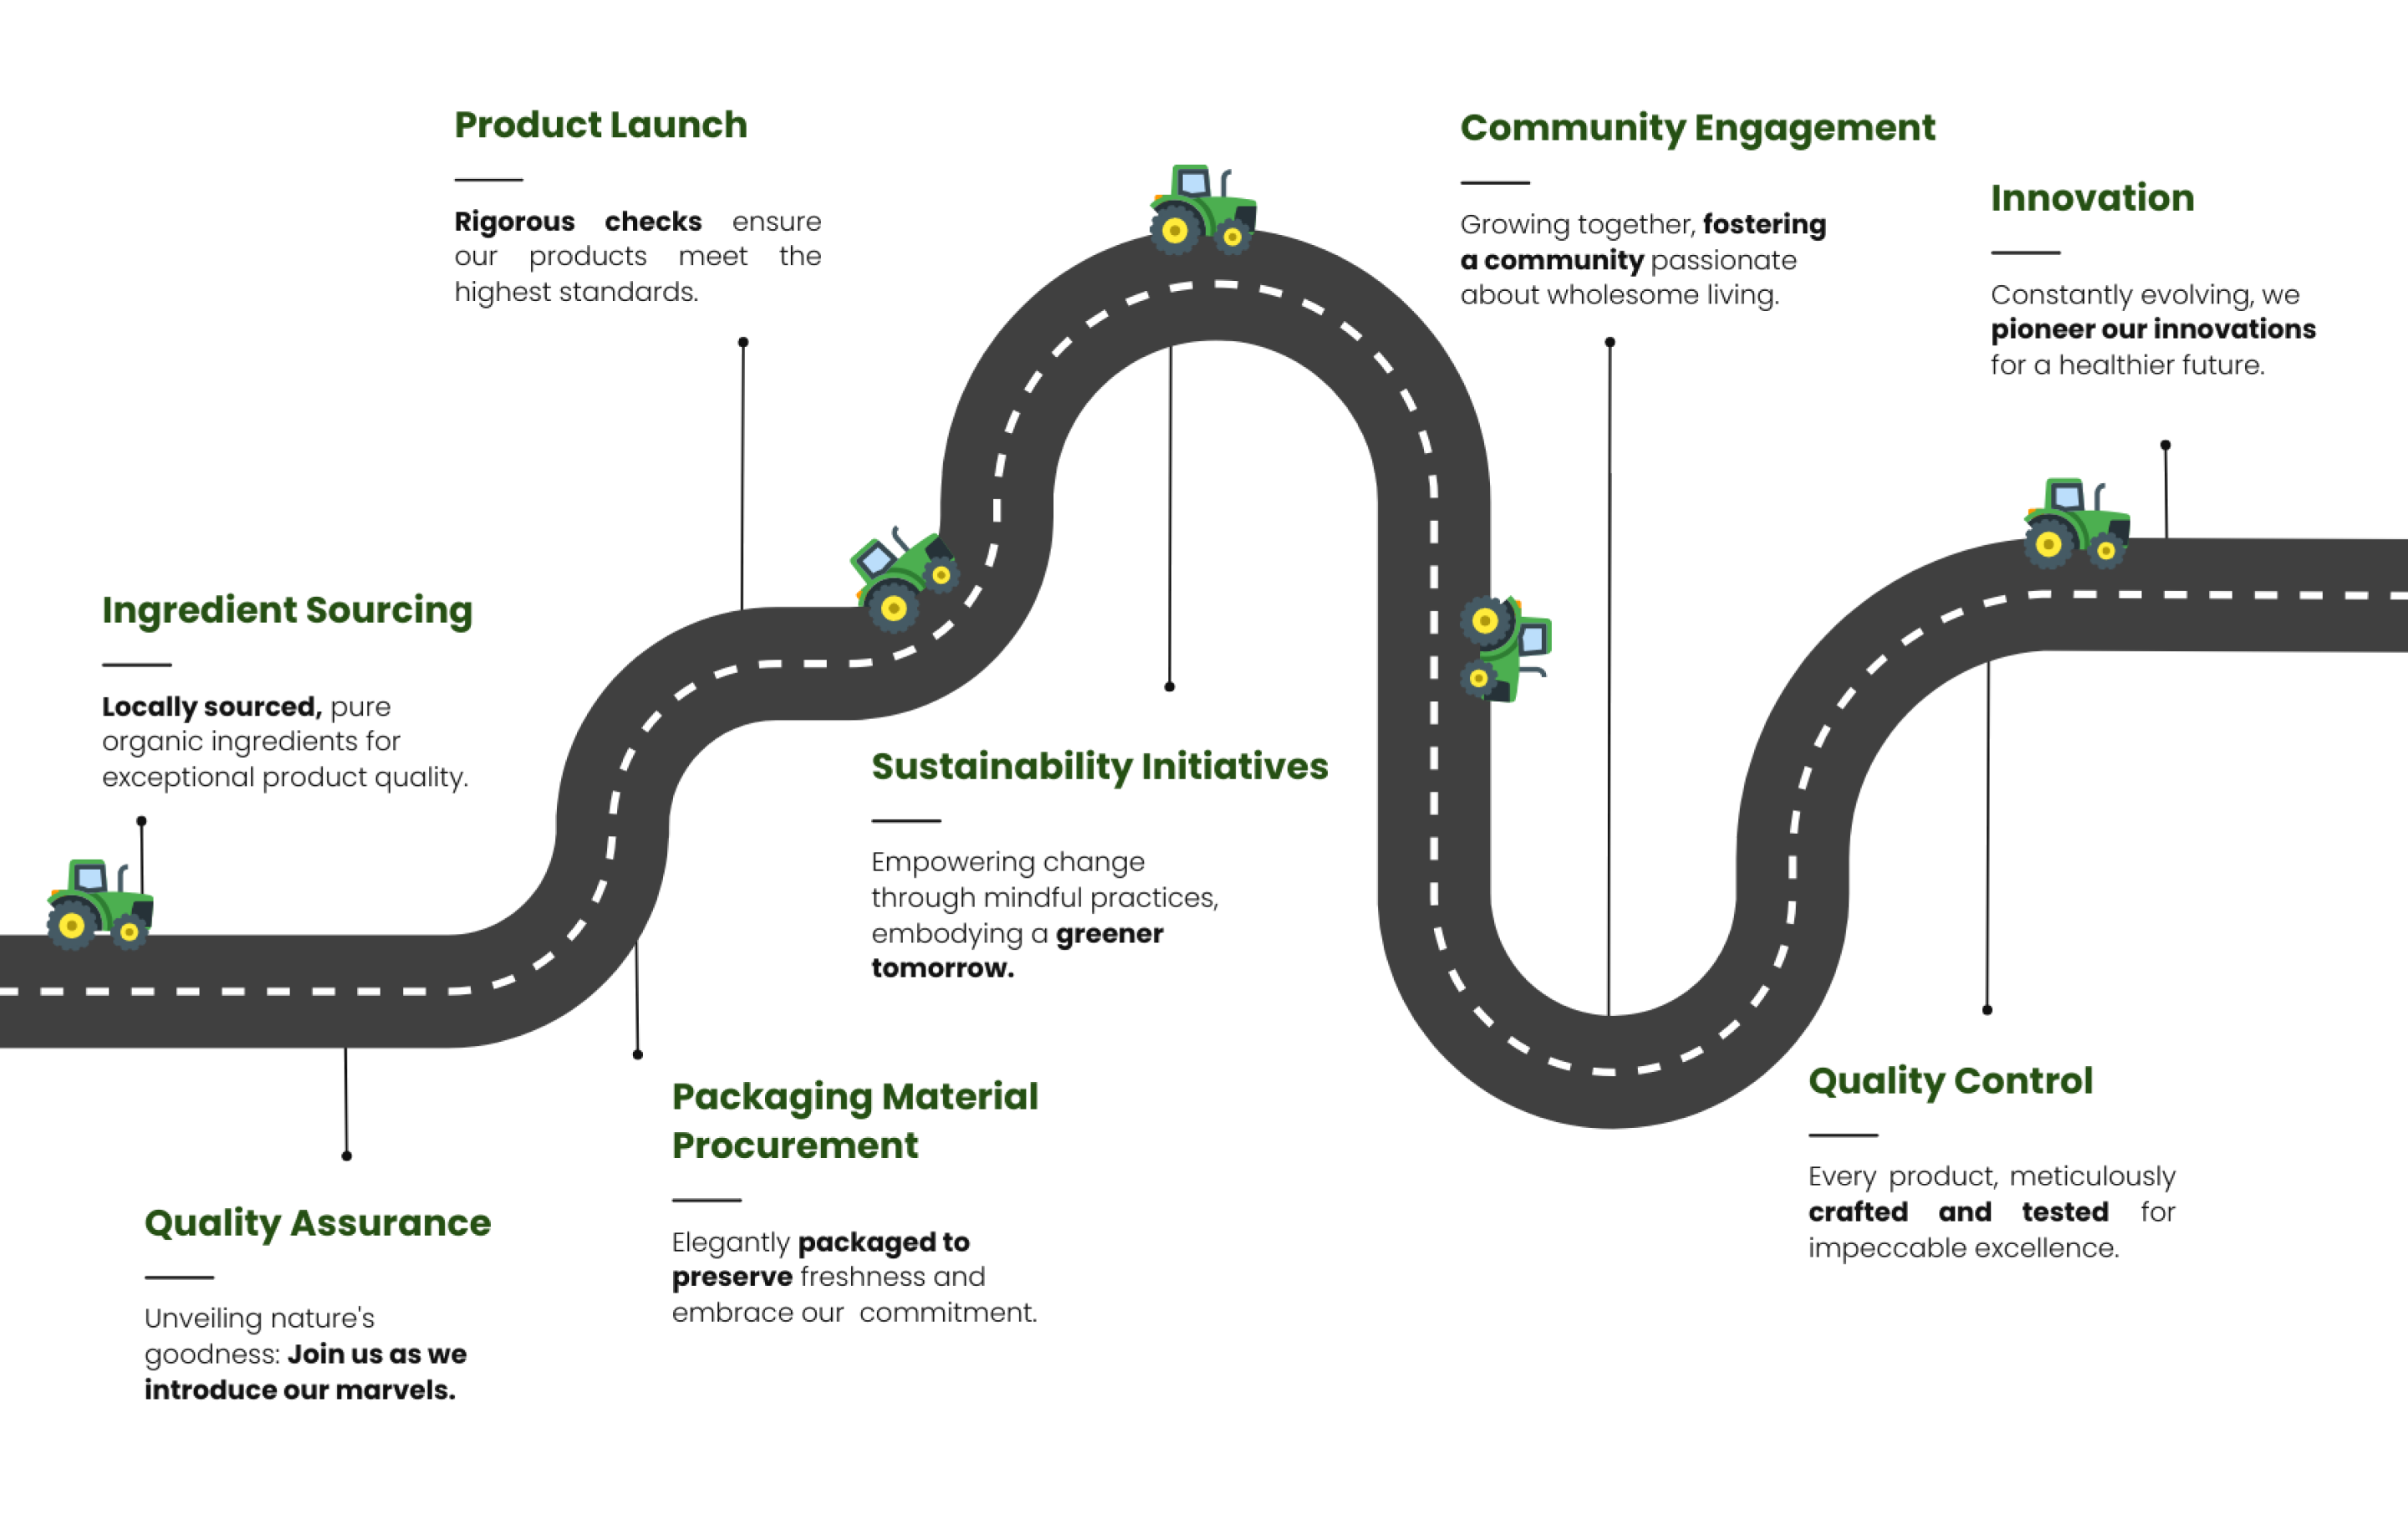 Product Launch
Rigorous checks ensure
our products meet the
highest standards.
Community Engagement
Growing together, fostering
a community passionate
about wholesome living.
Innovation
Constantly evolving, we
pioneer our innovations
for a healthier future.
Ingredient Sourcing
Locally sourced, pure
organic ingredients for
exceptional product quality.
Sustainability Initiatives
Empowering change
through mindful practices,
embodying a greener
tomorrow.
Packaging Material
Procurement
Elegantly packaged to
preserve freshness and
embrace our commitment.
Quality Control
Every product, meticulously
crafted and tested for
impeccable excellence.
Quality Assurance
Unveiling nature's
goodness: Join us as we
introduce our marvels.